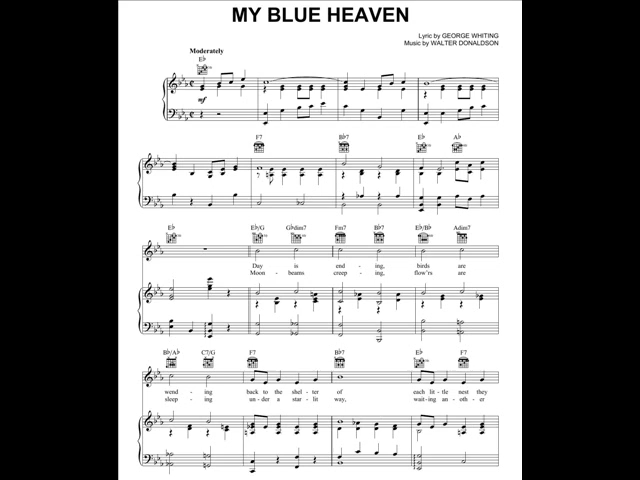 MY BLUE HEAVEN
Lyric by GEORGE WHITING
Music by WALTER DONALDSON
Moderately
E♭
mf
F7 B♭7 E♭ A♭
E♭ E♭/G G♭dim7 Fm7 B♭7 E♭/B♭ Adim7
Day is end - ing, birds are
Moon - beams creep - ing, flow'rs are
B♭/A♭ C7/G F7 B♭7 E♭ F7
wend - ing back to the shel - ter of each lit - tle nest they
sleep - ing un - der a star - lit way, wait - ing an - oth - er